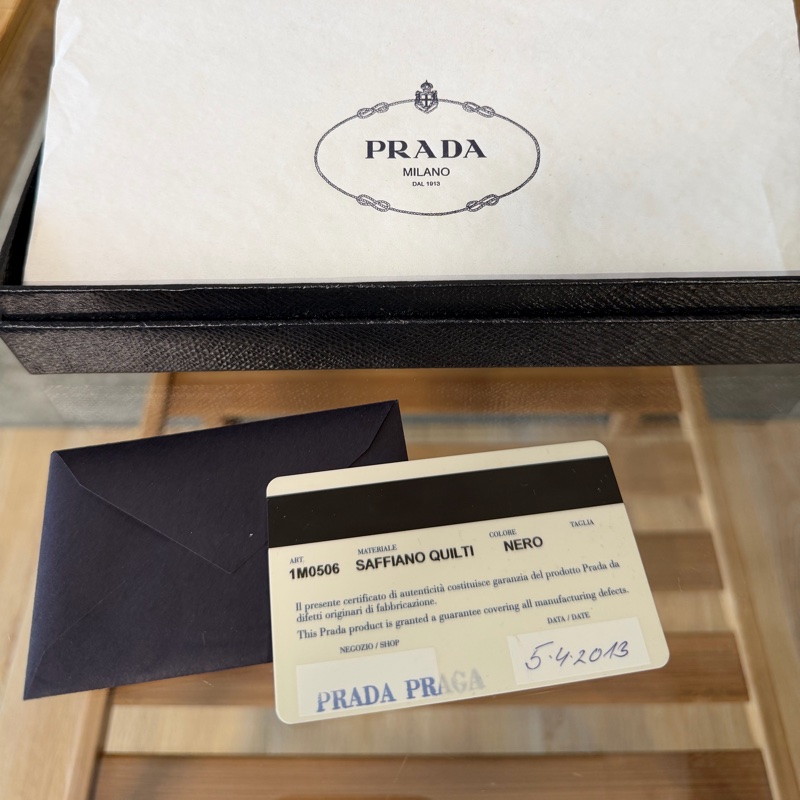 PRADA
MILANO
DAL 1913
ART. MATERIALE COLORE TAGLIA
1M0506 SAFFIANO QUILTI NERO
Il presente certificato di autenticità costituisce garanzia del prodotto Prada da
difetti originari di fabbricazione.
This Prada product is granted a guarantee covering all manufacturing defects.
NEGOZIO / SHOP DATA / DATE
PRADA PRAGA 5.4.2013